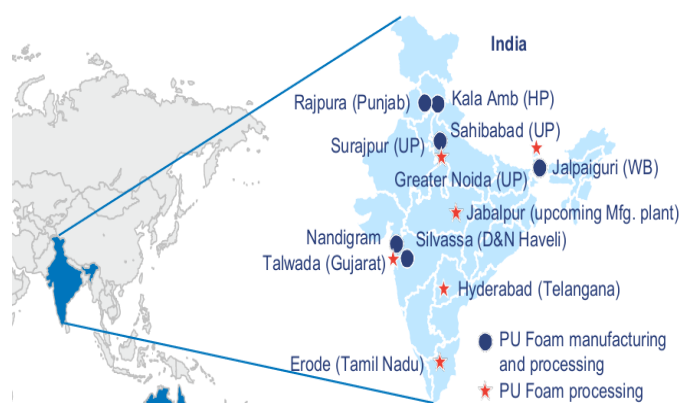 India
Rajpura (Punjab)
Kala Amb (HP)
Sahibabad (UP)
Surajpur (UP)
Jalpaiguri (WB)
Greater Noida (UP)
Jabalpur (upcoming Mfg. plant)
Nandigram
Silvassa (D&N Haveli)
Talwada (Gujarat)
Hyderabad (Telangana)
PU Foam manufacturing
and processing
Erode (Tamil Nadu)
PU Foam processing